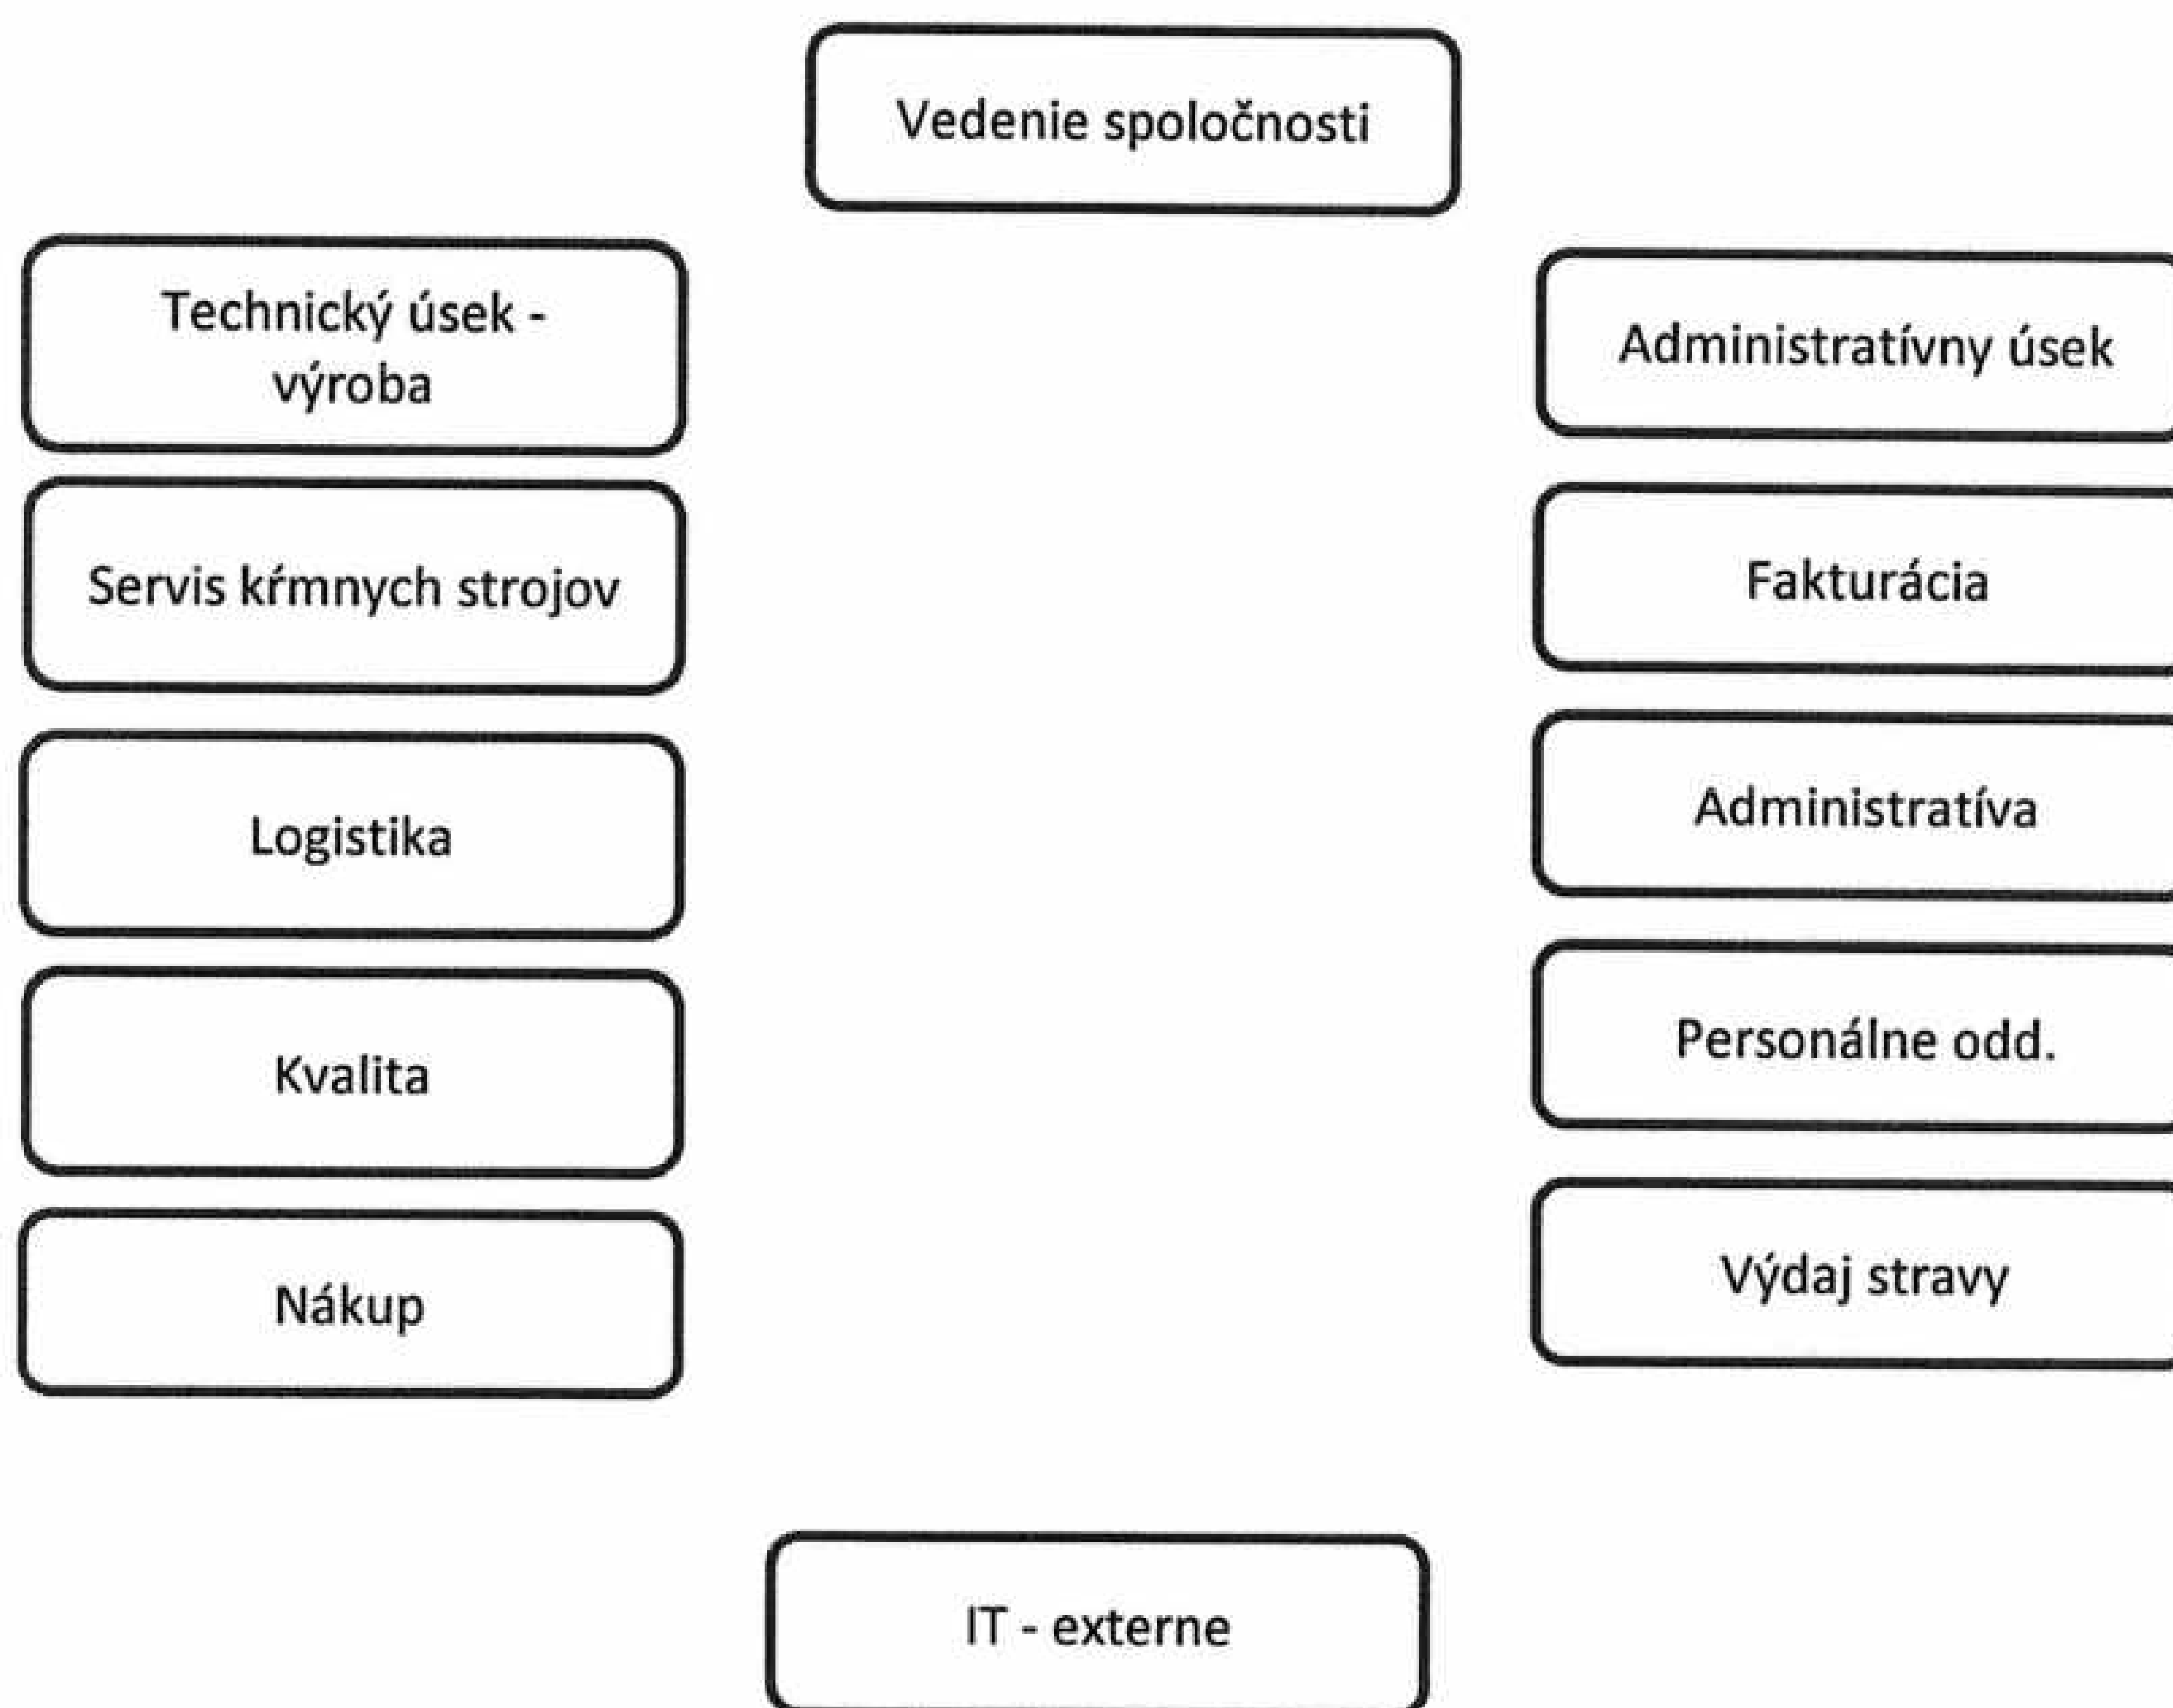 Vedenie spoločnosti
Technický úsek -
výroba
Servis kŕmnych strojov
Logistika
Kvalita
Nákup
Administratívny úsek
Fakturácia
Administratíva
Personálne odd.
Výdaj stravy
IT - externe